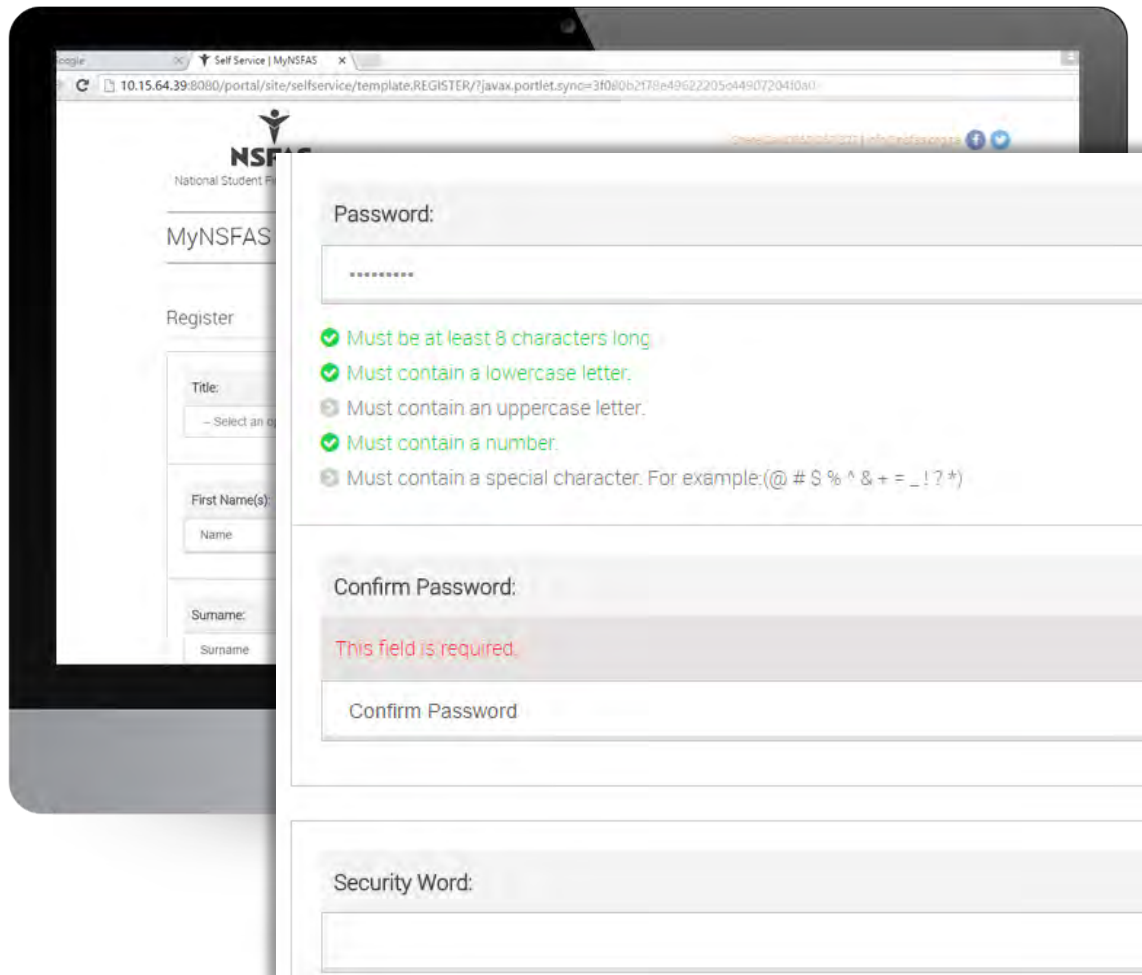 Google
Self Service | MyNSFAS
10.15.64.39:8080/portal/site/selfservice/template.REGISTER/?javax.portlet.sync=
NSFAS
National Student
MyNSFAS
Register
Title:
-- Select an
First Name(s):
Name
Surname:
Surname
Password:
•••••••••
Must be at least 8 characters long
Must contain a lowercase letter.
Must contain an uppercase letter.
Must contain a number.
Must contain a special character. For example:(@ # $ % ^ & + = _ ! ? *)
Confirm Password:
This field is required.
Confirm Password
Security Word: